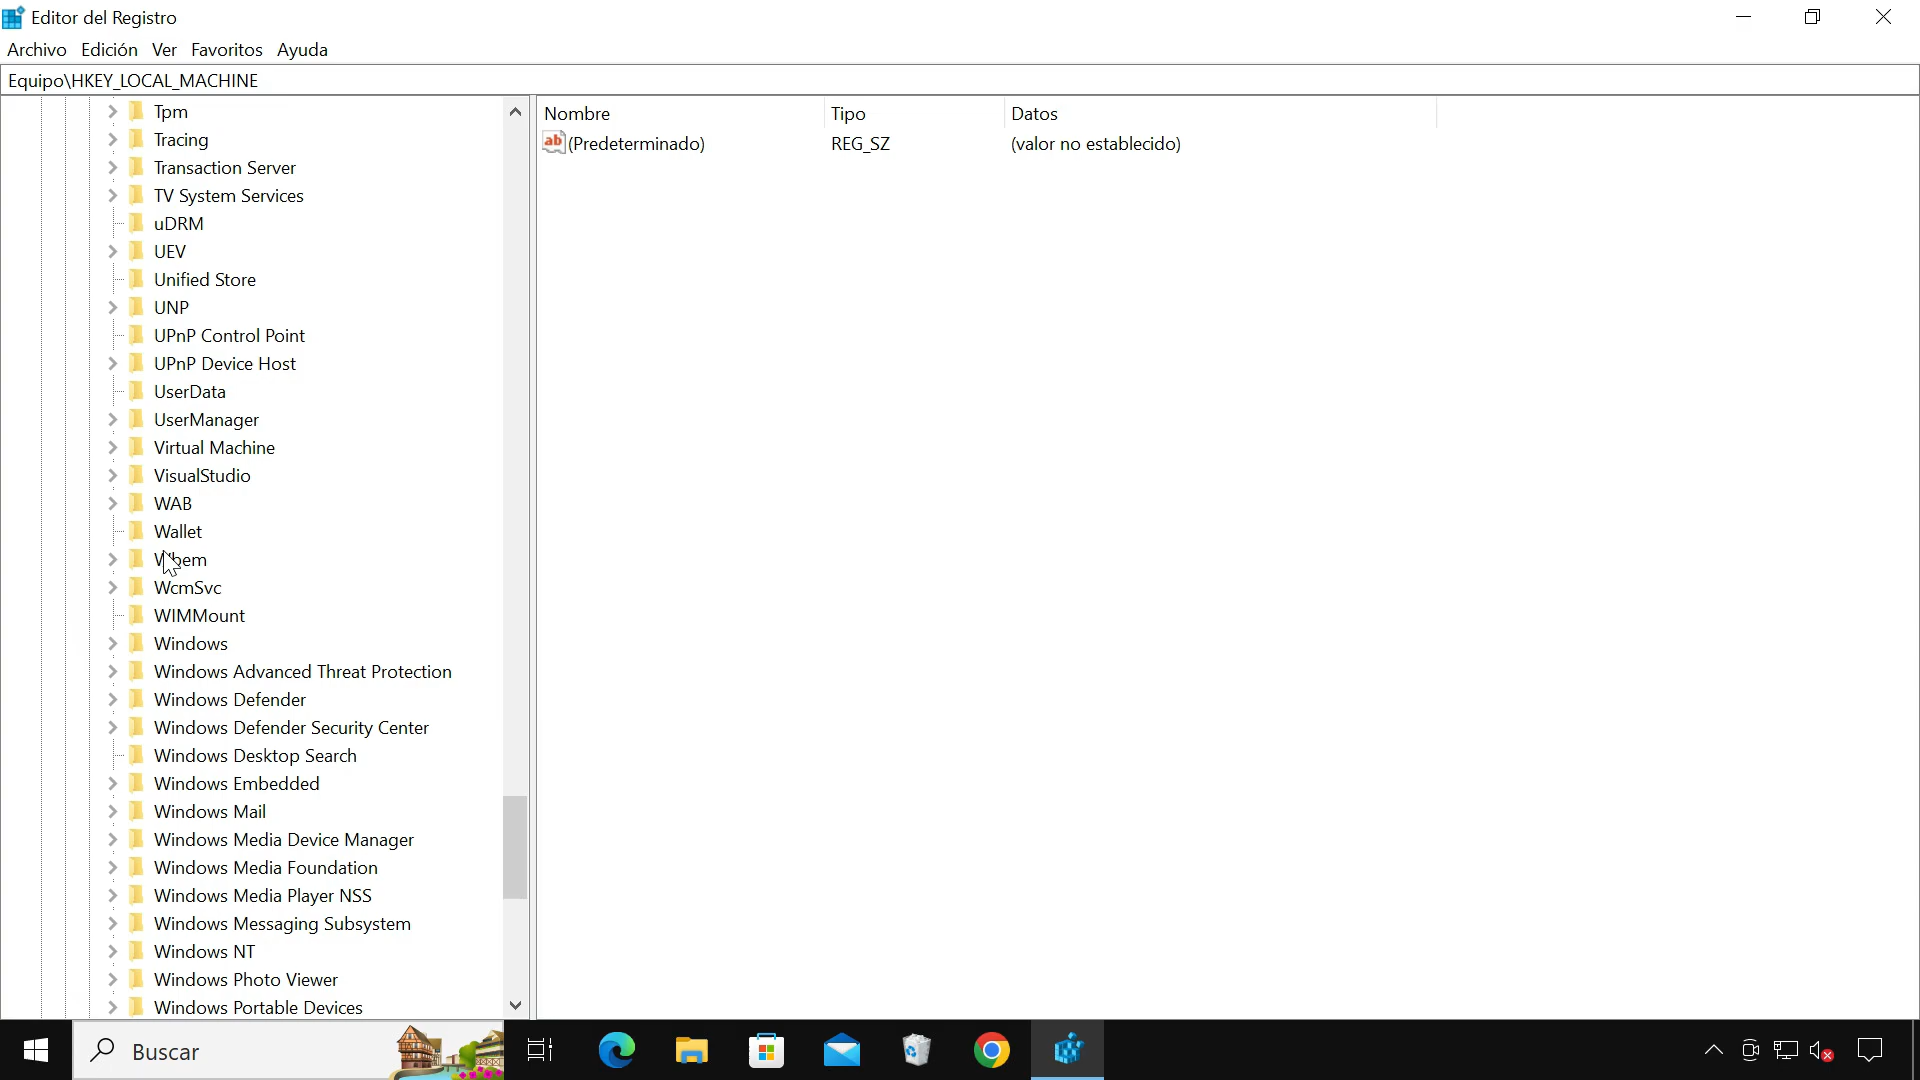 Editor del Registro
Archivo Edición Ver Favoritos Ayuda
Equipo\HKEY_LOCAL_MACHINE
Tpm
Tracing
Transaction Server
TV System Services
uDRM
UEV
Unified Store
UNP
UPnP Control Point
UPnP Device Host
UserData
UserManager
Virtual Machine
VisualStudio
WAB
Wallet
Wbem
WcmSvc
WIMMount
Windows
Windows Advanced Threat Protection
Windows Defender
Windows Defender Security Center
Windows Desktop Search
Windows Embedded
Windows Mail
Windows Media Device Manager
Windows Media Foundation
Windows Media Player NSS
Windows Messaging Subsystem
Windows NT
Windows Photo Viewer
Windows Portable Devices
Nombre Tipo Datos
ab (Predeterminado) REG_SZ (valor no establecido)
Buscar